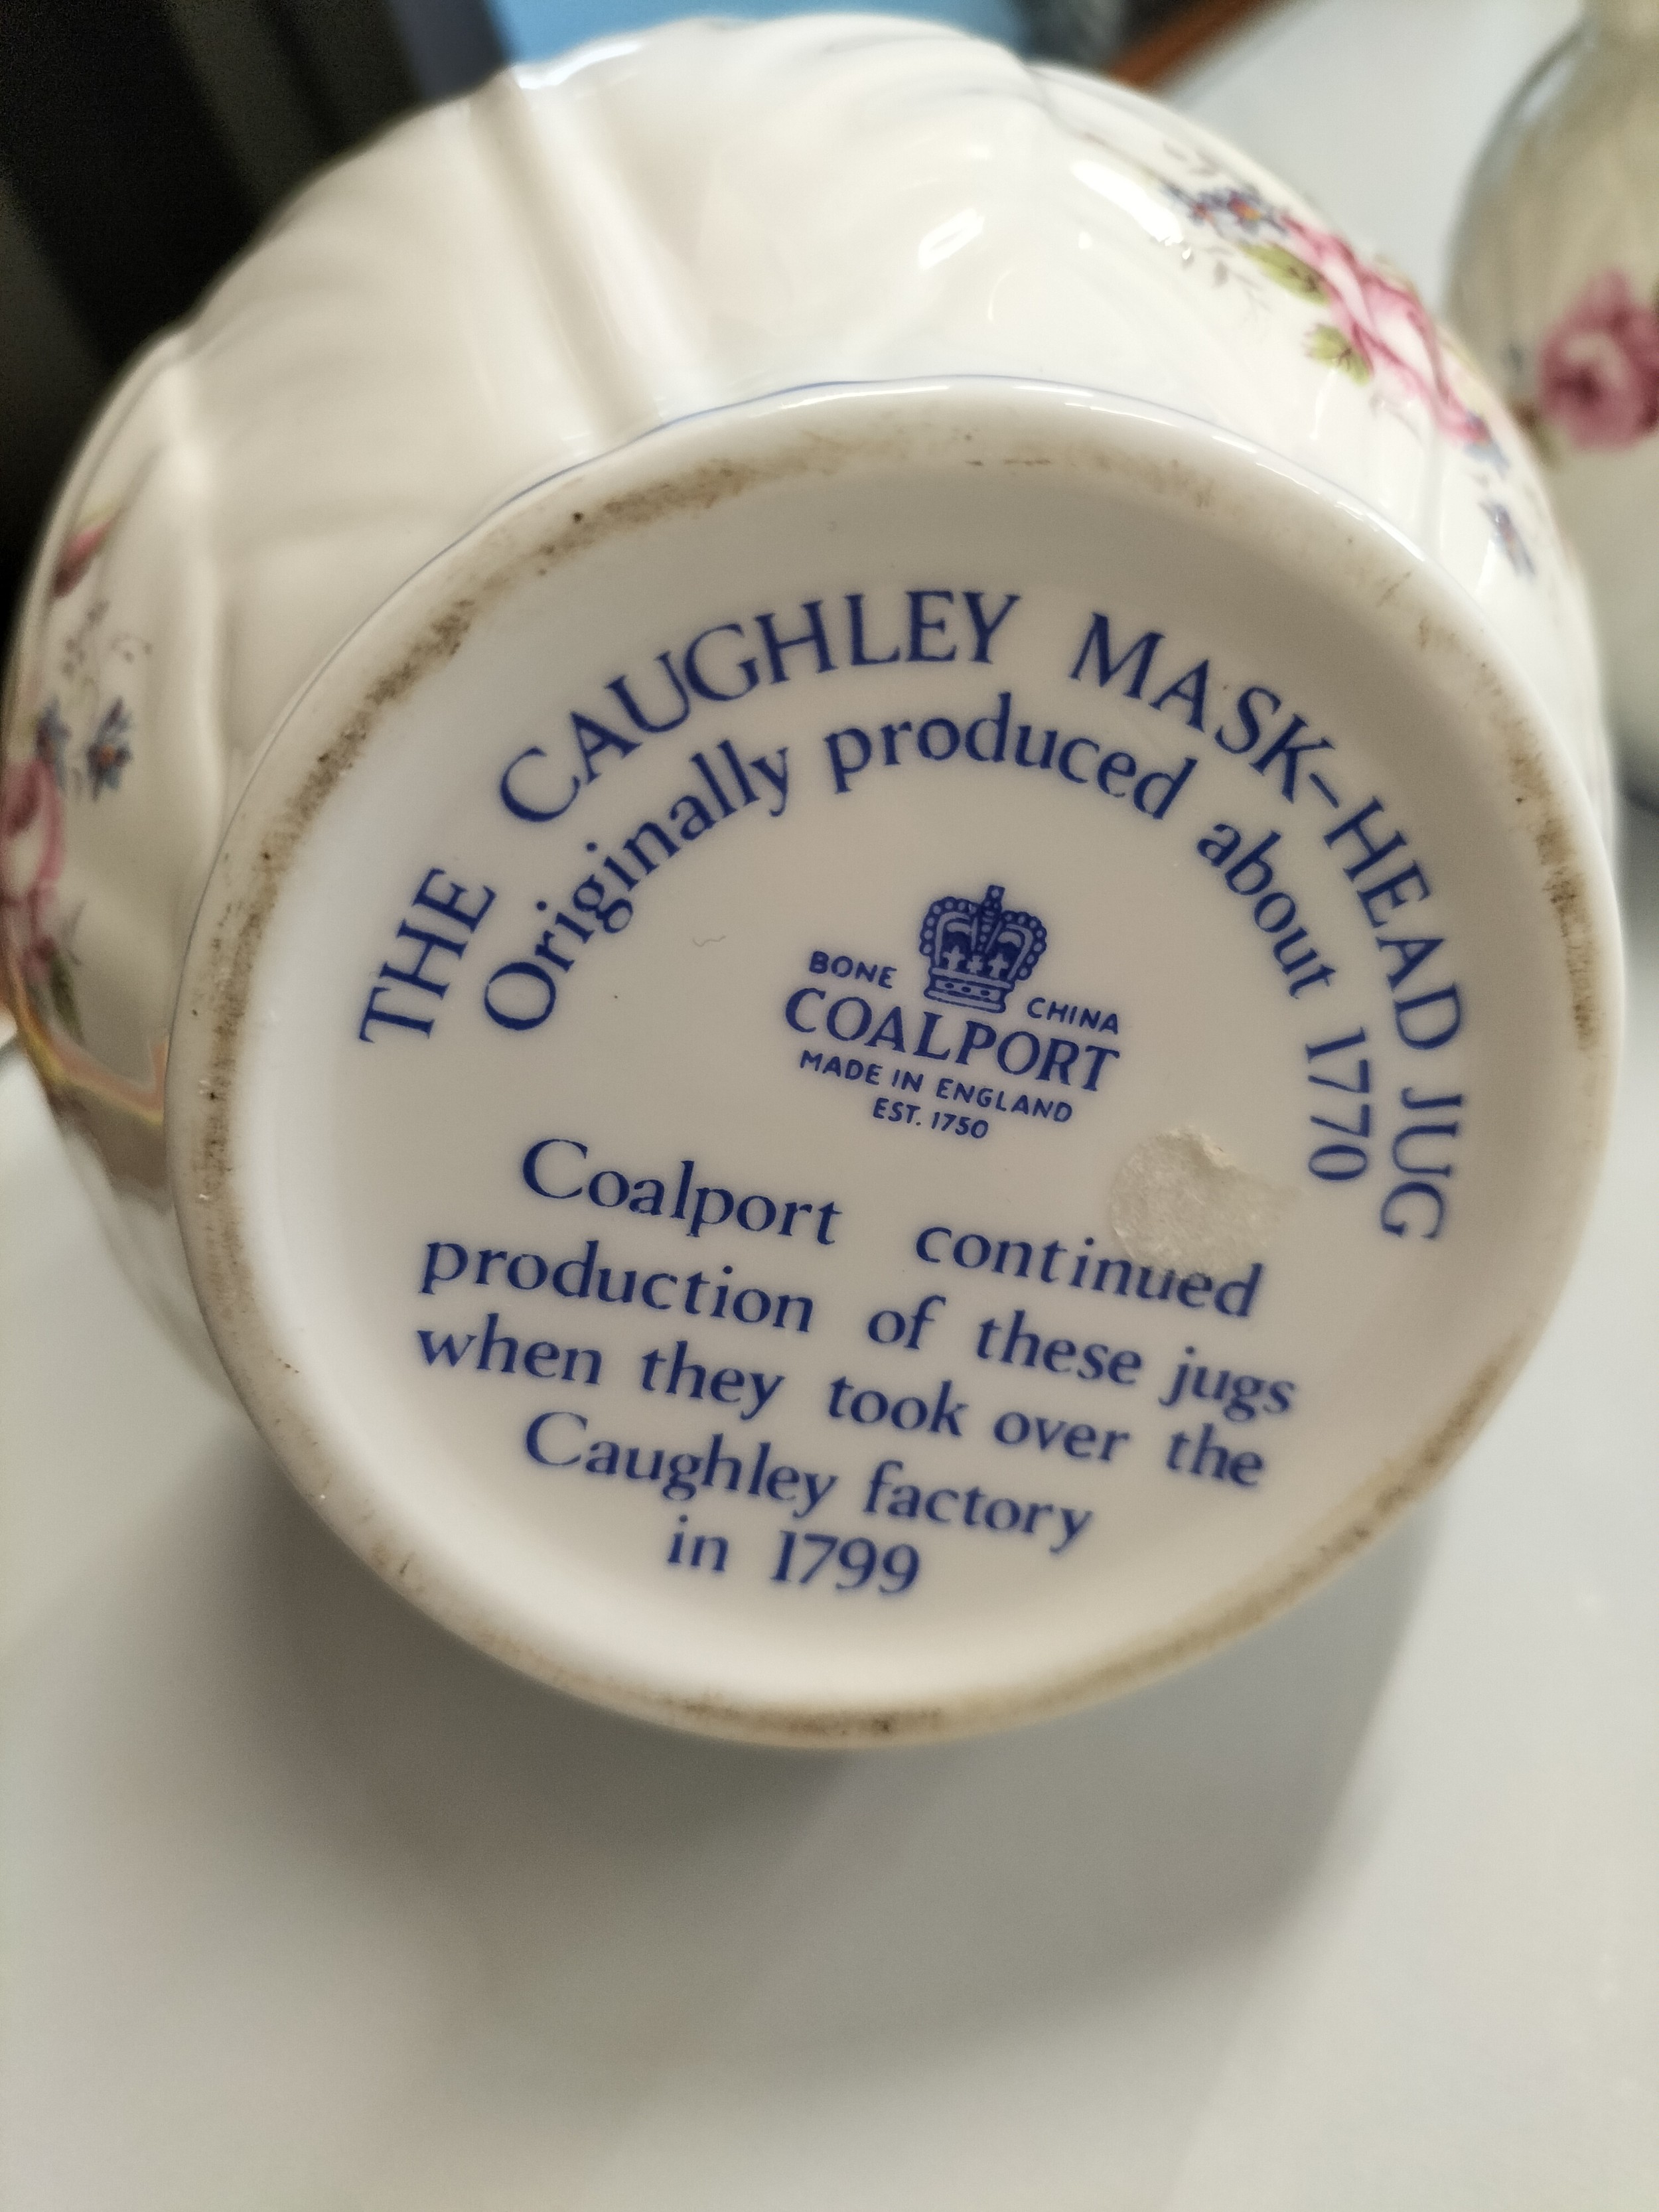 THE CAUGHLEY MASK-HEAD JUG
Originally produced about 1770
BONE CHINA
COALPORT
MADE IN ENGLAND
EST. 1750
Coalport continued
production of these jugs
when they took over the
Caughley factory
in 1799